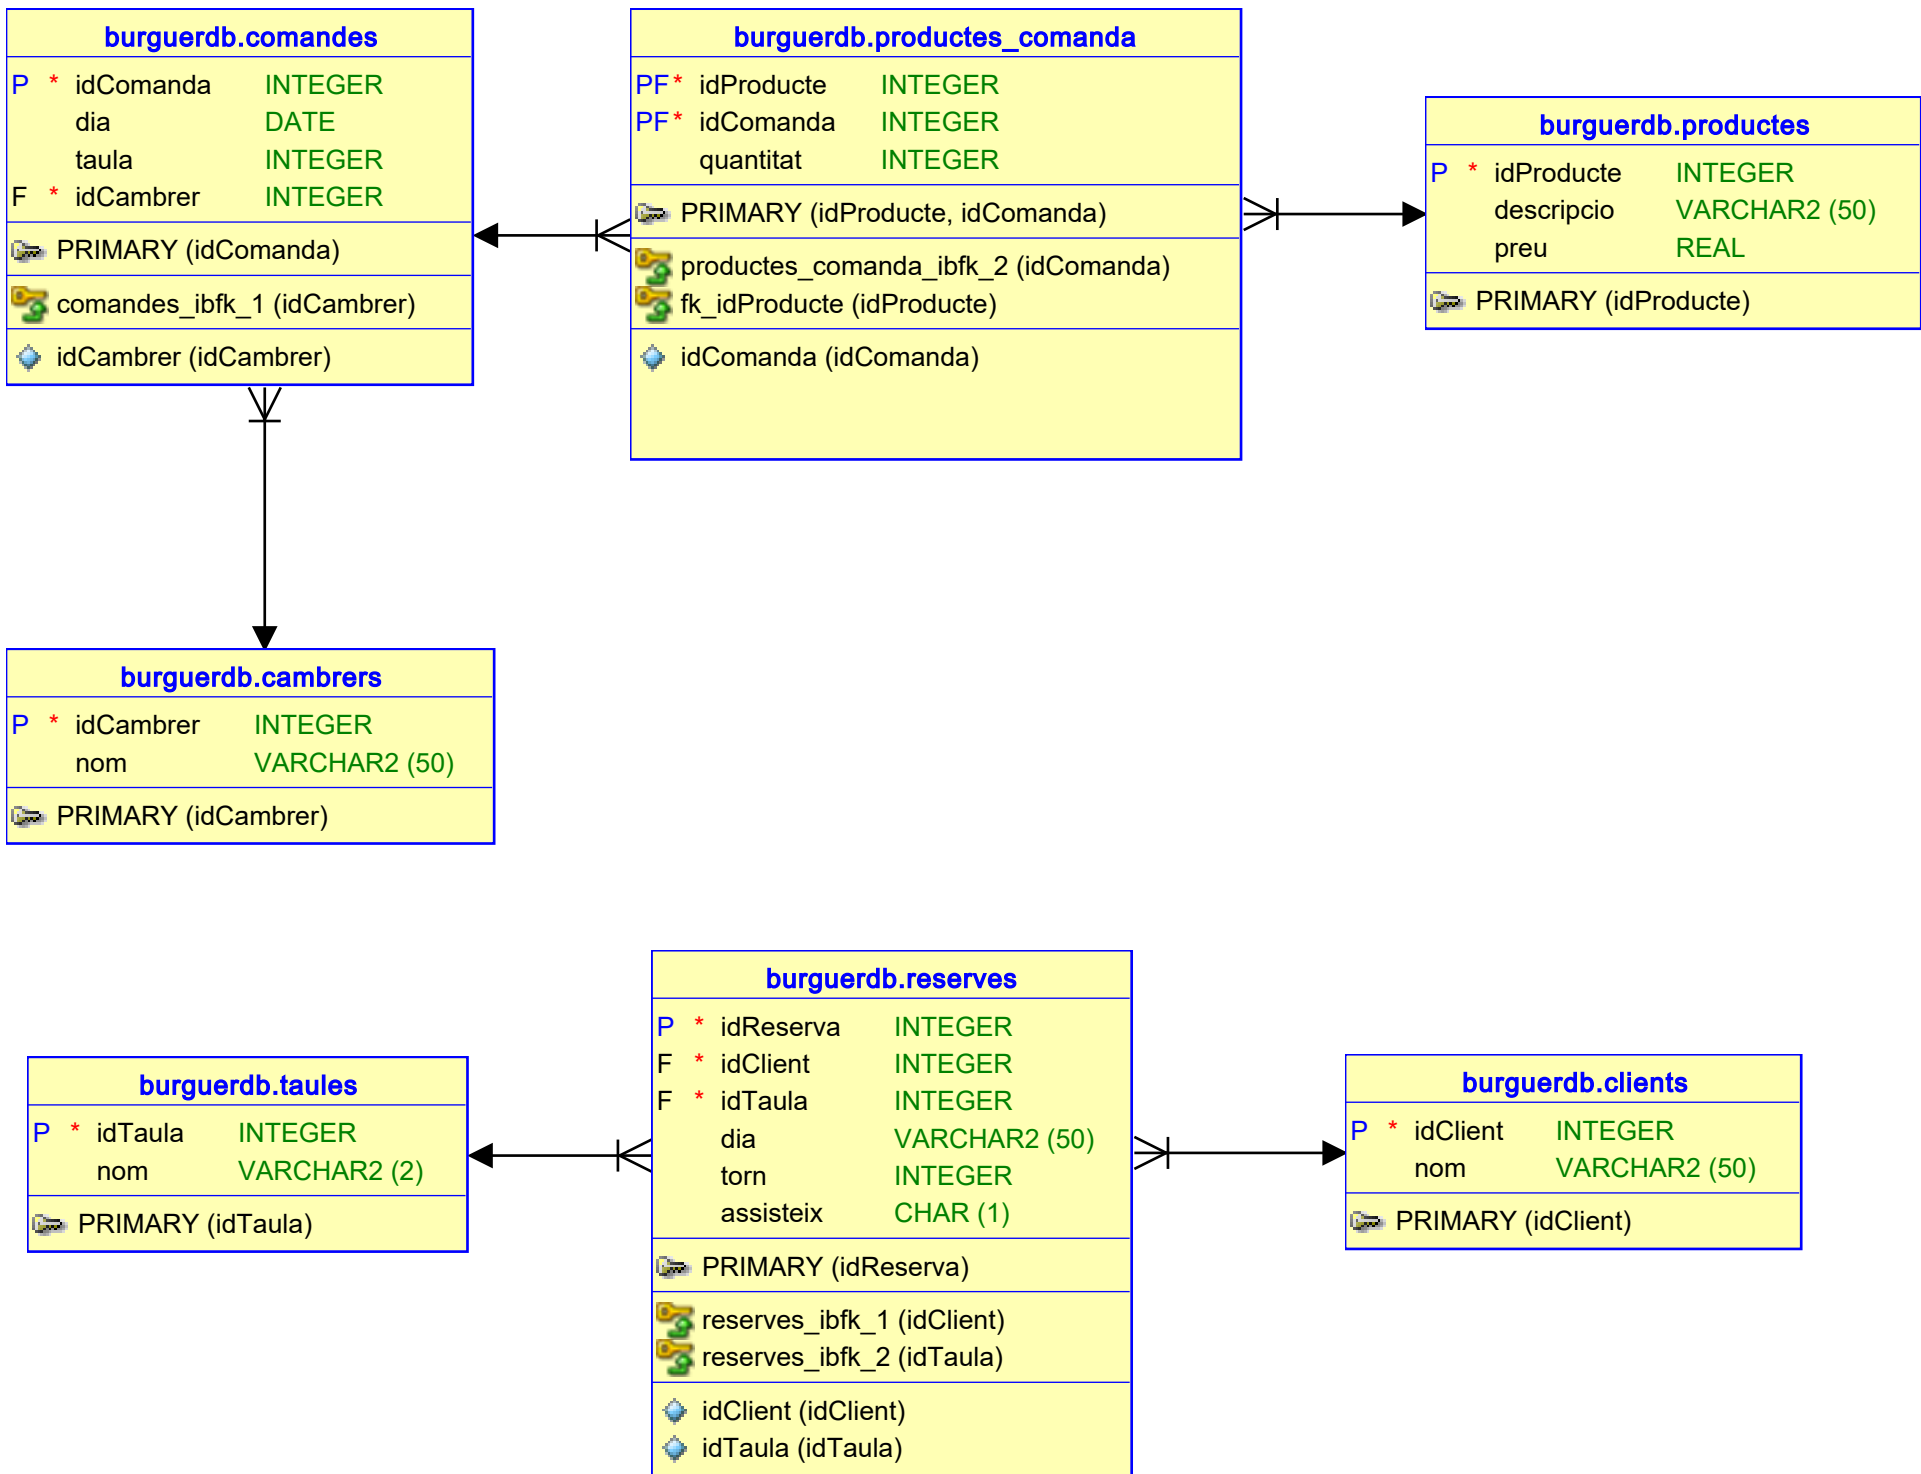 burguerdb.comandes
P * idComanda INTEGER
dia DATE
taula INTEGER
F * idCambrer INTEGER
PRIMARY (idComanda)
comandes_ibfk_1 (idCambrer)
idCambrer (idCambrer)
burguerdb.productes_comanda
PF* idProducte INTEGER
PF* idComanda INTEGER
quantitat INTEGER
PRIMARY (idProducte, idComanda)
productes_comanda_ibfk_2 (idComanda)
fk_idProducte (idProducte)
idComanda (idComanda)
burguerdb.productes
P * idProducte INTEGER
descripcio VARCHAR2 (50)
preu REAL
PRIMARY (idProducte)
burguerdb.cambrers
P * idCambrer INTEGER
nom VARCHAR2 (50)
PRIMARY (idCambrer)
burguerdb.taules
P * idTaula INTEGER
nom VARCHAR2 (2)
PRIMARY (idTaula)
burguerdb.reserves
P * idReserva INTEGER
F * idClient INTEGER
F * idTaula INTEGER
dia VARCHAR2 (50)
torn INTEGER
assisteix CHAR (1)
PRIMARY (idReserva)
reserves_ibfk_1 (idClient)
reserves_ibfk_2 (idTaula)
idClient (idClient)
idTaula (idTaula)
burguerdb.clients
P * idClient INTEGER
nom VARCHAR2 (50)
PRIMARY (idClient)